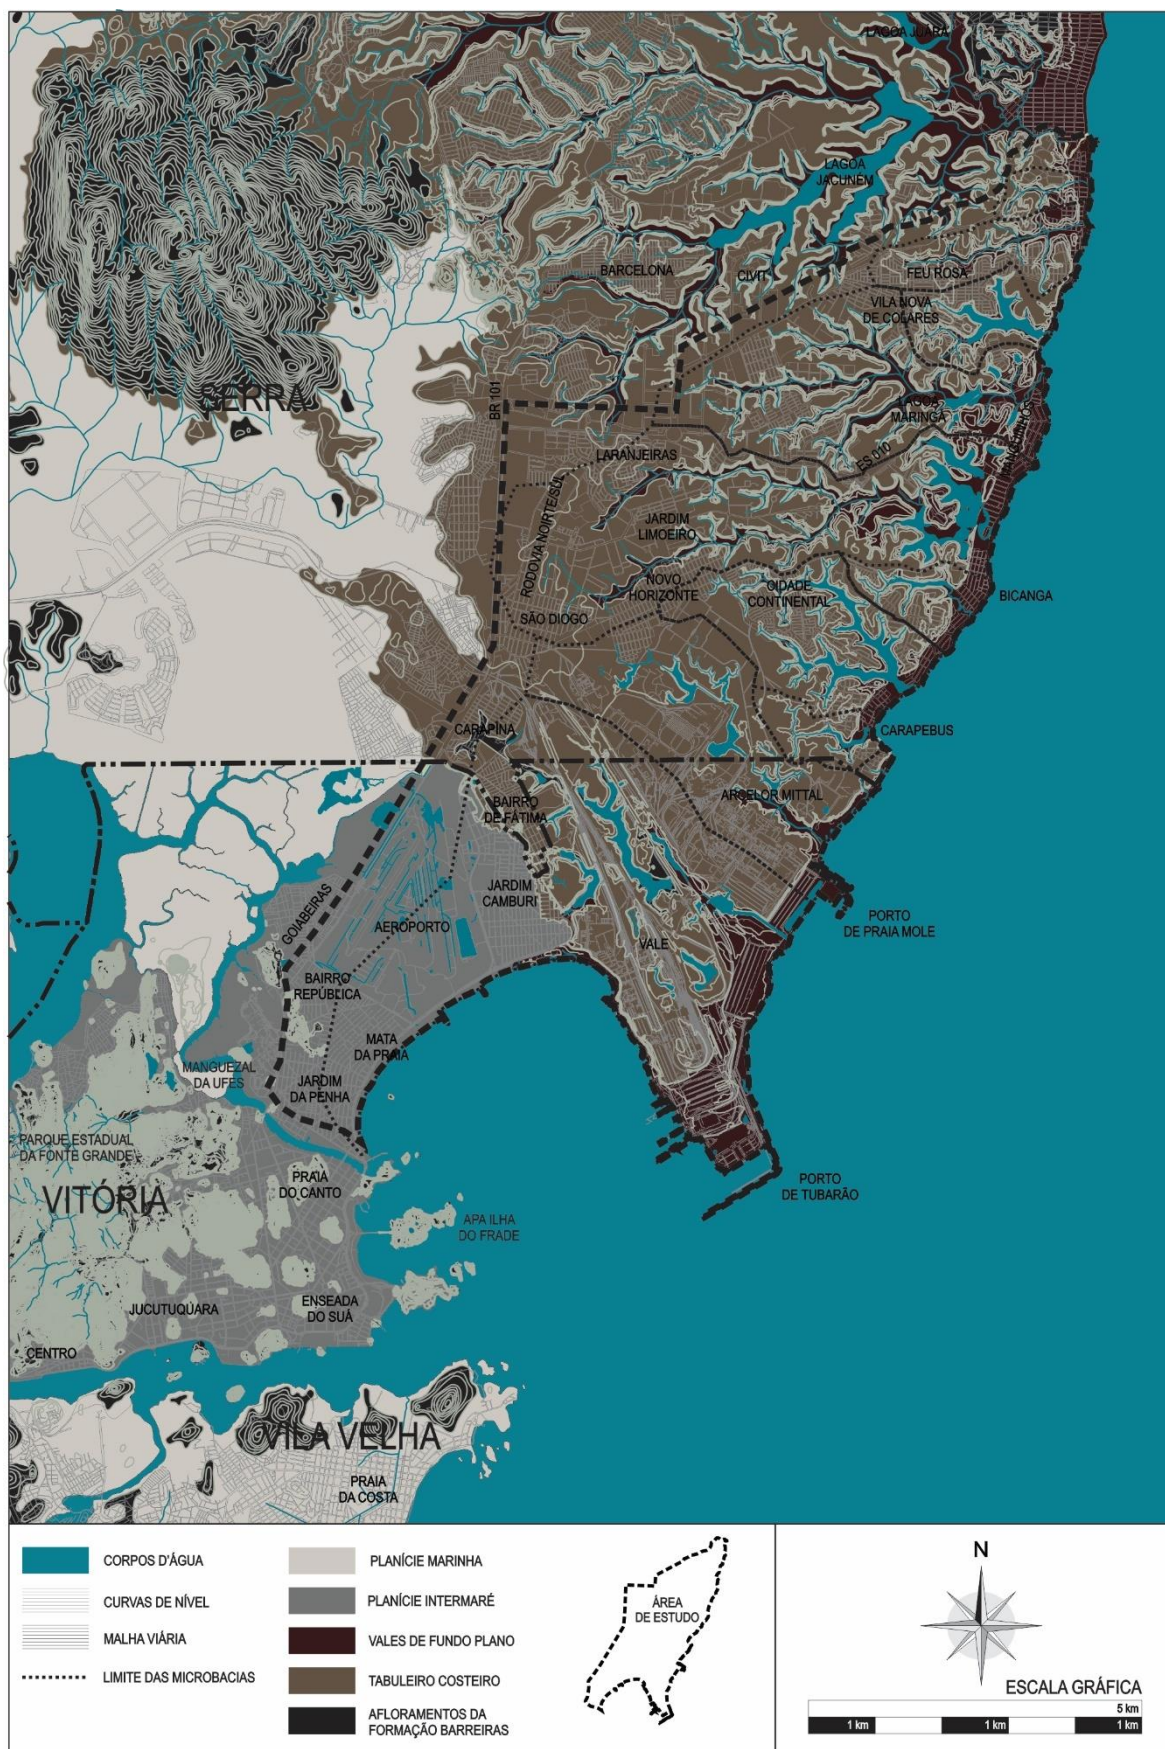 LAGOA JUARA
LAGOA
JACUNÉM
BARCELONA
CIVIT
FEU ROSA
VILA NOVA
DE COLARES
SERRA
BR 101
LAGOA
MARINGÁ
MANGUINHOS
ES 010
LARANJEIRAS
RODOVIA NOIRTE/SUL
JARDIM
LIMOEIRO
NOVO
HORIZONTE
CIDADE
CONTINENTAL
BICANGA
SÃO DIOGO
CARAPINA
CARAPEBUS
BAIRRO
DE FÁTIMA
ARCELOR MITTAL
JARDIM
CAMBURI
GOIABEIRAS
AEROPORTO
PORTO
DE PRAIA MOLE
VALE
BAIRRO
REPÚBLICA
MATA
DA PRAIA
MANGUEZAL
DA UFES
JARDIM
DA PENHA
PARQUE ESTADUAL
DA FONTE GRANDE
VITÓRIA
PRAIA
DO CANTO
PORTO
DE TUBARÃO
APA ILHA
DO FRADE
JUCUTUQUARA
ENSEADA
DO SUÁ
CENTRO
VILA VELHA
PRAIA
DA COSTA
CORPOS D'ÁGUA
CURVAS DE NÍVEL
MALHA VIÁRIA
LIMITE DAS MICROBACIAS
PLANÍCIE MARINHA
PLANÍCIE INTERMARÉ
VALES DE FUNDO PLANO
TABULEIRO COSTEIRO
AFLORAMENTOS DA
FORMAÇÃO BARREIRAS
ÁREA
DE ESTUDO
N
ESCALA GRÁFICA
5 km
1 km 1 km 1 km